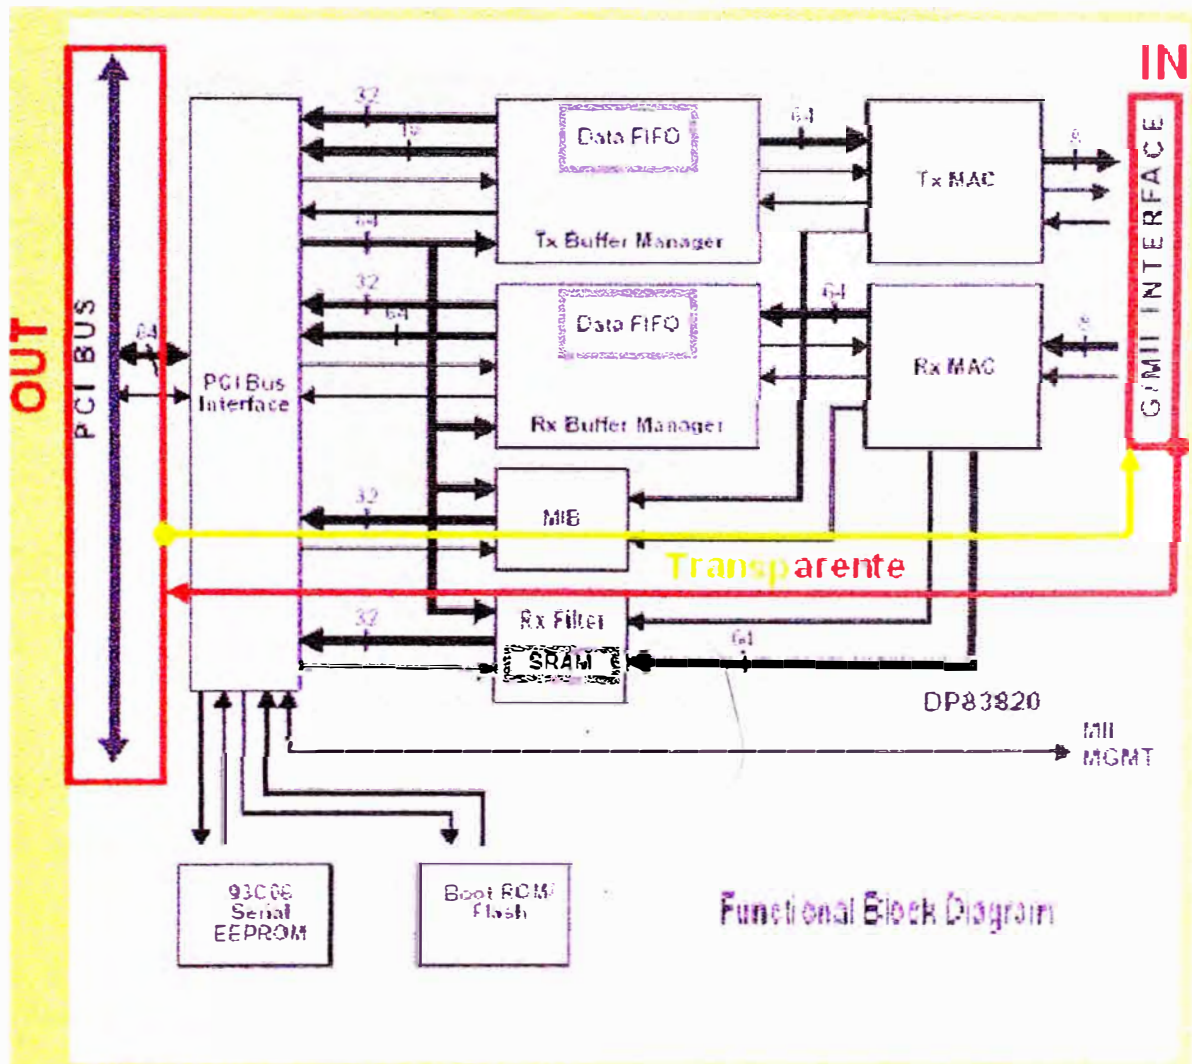 IN
OUT
PCI BUS
64
PCI Bus
Interface
32
64
Data FIFO
Tx Buffer Manager
64
Tx MAC
8
G/MII INTERFACE
32
64
Data FIFO
Rx Buffer Manager
64
Rx MAC
8
32
MIB
Transparente
32
Rx Filter
SRAM
64
DP83820
MII
MGMT
93C06
Serial
EEPROM
Boot ROM/
Flash
Functional Block Diagram